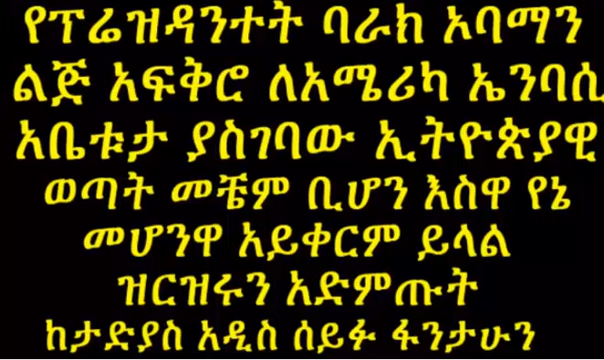 የፕሬዝዳንተት ባራክ ኦባማን
ልጅ አፍቅሮ ለአሜሪካ ኤንባሲ
አቤቱታ ያስገባው ኢትዮጵያዊ
ወጣት መቼም ቢሆን እስዋ የኔ
መሆንዋ አይቀርም ይላል
ዝርዝሩን አድምጡት
ከታድያስ አዲስ ሰይፉ ፋንታሁን